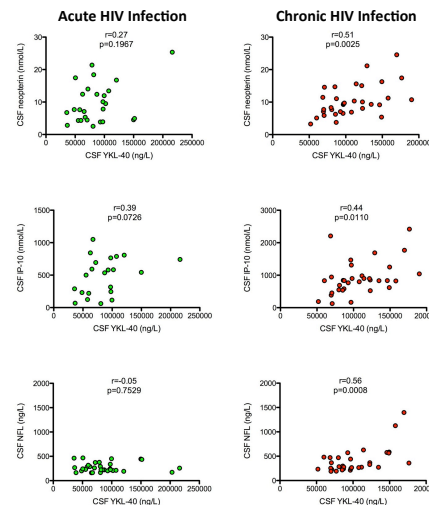 Acute HIV Infection
Chronic HIV Infection
r=0.27
p=0.1967
CSF neopterin (nmol/L)
30
20
10
0
0 50000 100000 150000 200000 250000
CSF YKL-40 (ng/L)
r=0.51
p=0.0025
CSF neopterin (nmol/L)
30
20
10
0
0 50000 100000 150000 200000
CSF YKL-40 (ng/L)
r=0.39
p=0.0726
CSF IP-10 (nmol/L)
1500
1000
500
0
0 50000 100000 150000 200000 250000
CSF YKL-40 (ng/L)
r=0.44
p=0.0110
CSF IP-10 (nmol/L)
3000
2000
1000
0
0 50000 100000 150000 200000
CSF YKL-40 (ng/L)
r=-0.05
p=0.7529
CSF NFL (ng/L)
2000
1500
1000
500
0
0 50000 100000 150000 200000 250000
CSF YKL-40 (ng/L)
r=0.56
p=0.0008
CSF NFL (ng/L)
2000
1500
1000
500
0
0 50000 100000 150000 200000
CSF YKL-40 (ng/L)